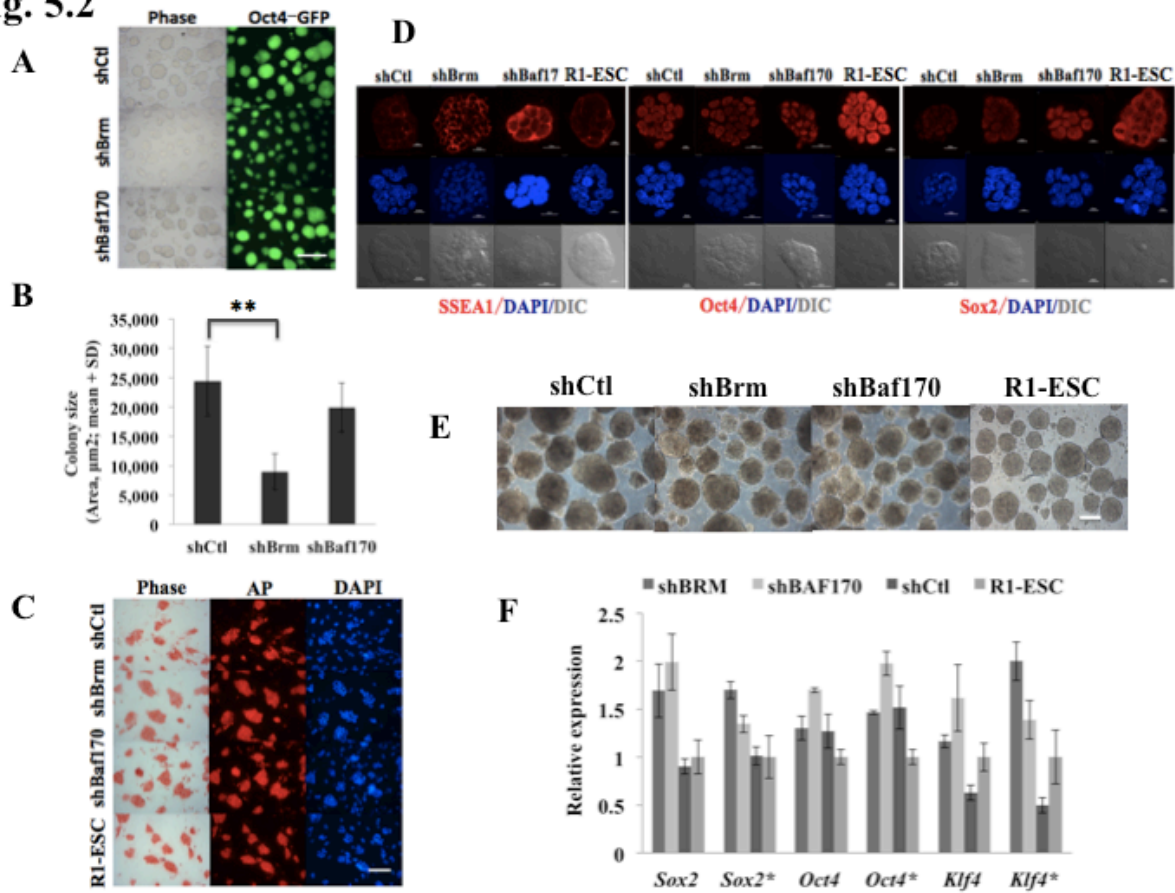 g. 5.2
A
Phase
Oct4-GFP
shCtl
shBrm
shBaf170
B
**
35,000
30,000
25,000
20,000
15,000
10,000
5,000
0
Colony size
(Area, µm2; mean + SD)
shCtl shBrm shBaf170
C
Phase AP DAPI
shCtl
shBrm
shBaf170
R1-ESC
D
shCtl shBrm shBaf17 R1-ESC shCtl shBrm shBaf170 R1-ESC shCtl shBrm shBaf170 R1-ESC
SSEA1/DAPI/DIC Oct4/DAPI/DIC Sox2/DAPI/DIC
E
shCtl shBrm shBaf170 R1-ESC
F
shBRM shBAF170 shCtl R1-ESC
2.5
2
1.5
1
0.5
0
Relative expression
Sox2 Sox2* Oct4 Oct4* Klf4 Klf4*